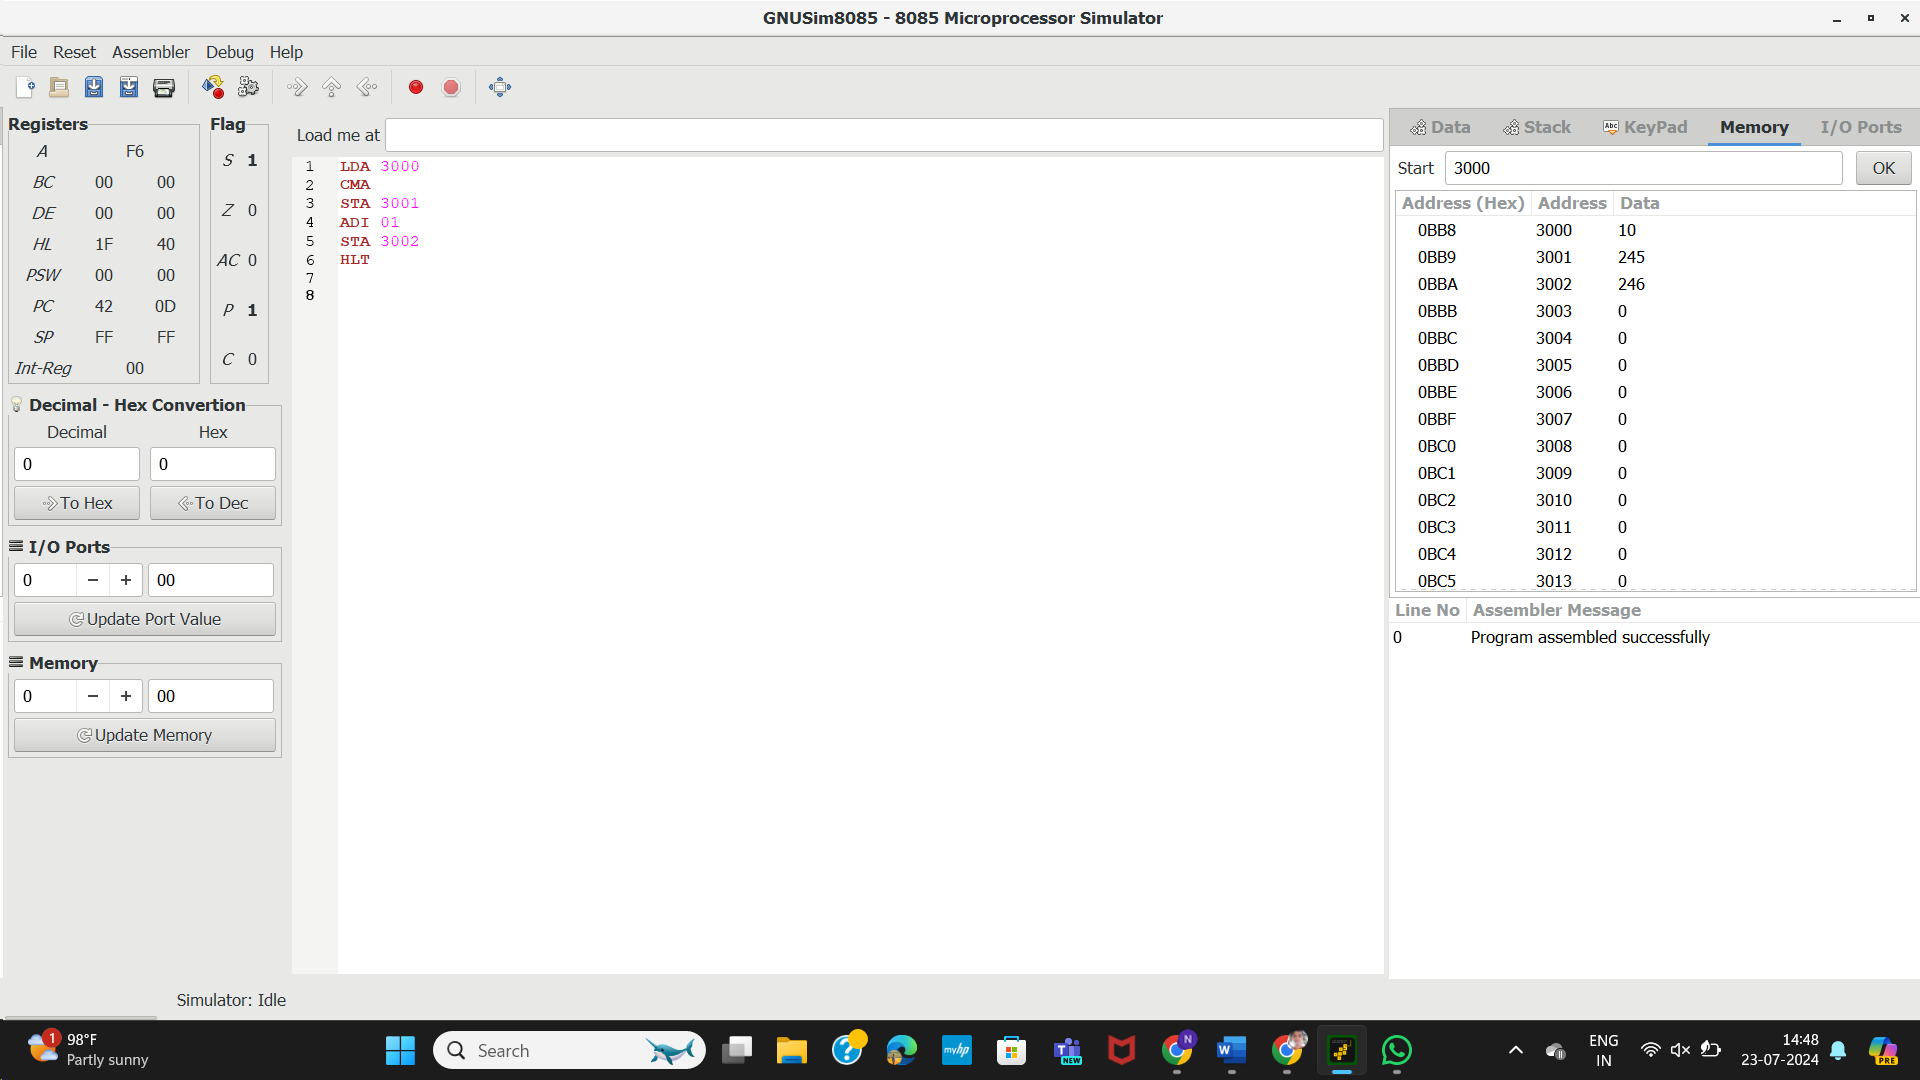 GNUSim8085 - 8085 Microprocessor Simulator
File Reset Assembler Debug Help
Registers
A F6
BC 00 00
DE 00 00
HL 1F 40
PSW 00 00
PC 42 0D
SP FF FF
Int-Reg 00
Flag
S 1
Z 0
AC 0
P 1
C 0
Decimal - Hex Convertion
Decimal Hex
0 0
To Hex To Dec
I/O Ports
0 − + 00
Update Port Value
Memory
0 − + 00
Update Memory
Load me at
1 LDA 3000
2 CMA
3 STA 3001
4 ADI 01
5 STA 3002
6 HLT
7
8
Data Stack Abc KeyPad Memory I/O Ports
Start 3000 OK
Address (Hex) Address Data
0BB8 3000 10
0BB9 3001 245
0BBA 3002 246
0BBB 3003 0
0BBC 3004 0
0BBD 3005 0
0BBE 3006 0
0BBF 3007 0
0BC0 3008 0
0BC1 3009 0
0BC2 3010 0
0BC3 3011 0
0BC4 3012 0
0BC5 3013 0
Line No Assembler Message
0 Program assembled successfully
Simulator: Idle
1 98°F
Partly sunny
Search
myhp
NEW
N
W
ENG
IN
14:48
23-07-2024
PRE